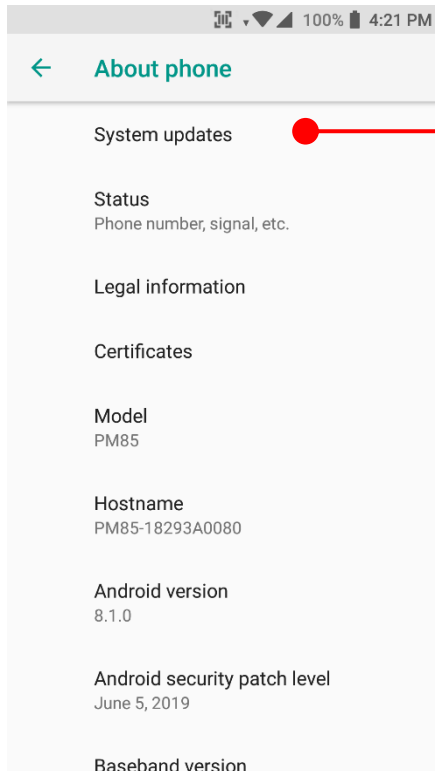 100% 4:21 PM
About phone
System updates
Status
Phone number, signal, etc.
Legal information
Certificates
Model
PM85
Hostname
PM85-18293A0080
Android version
8.1.0
Android security patch level
June 5, 2019
Baseband version